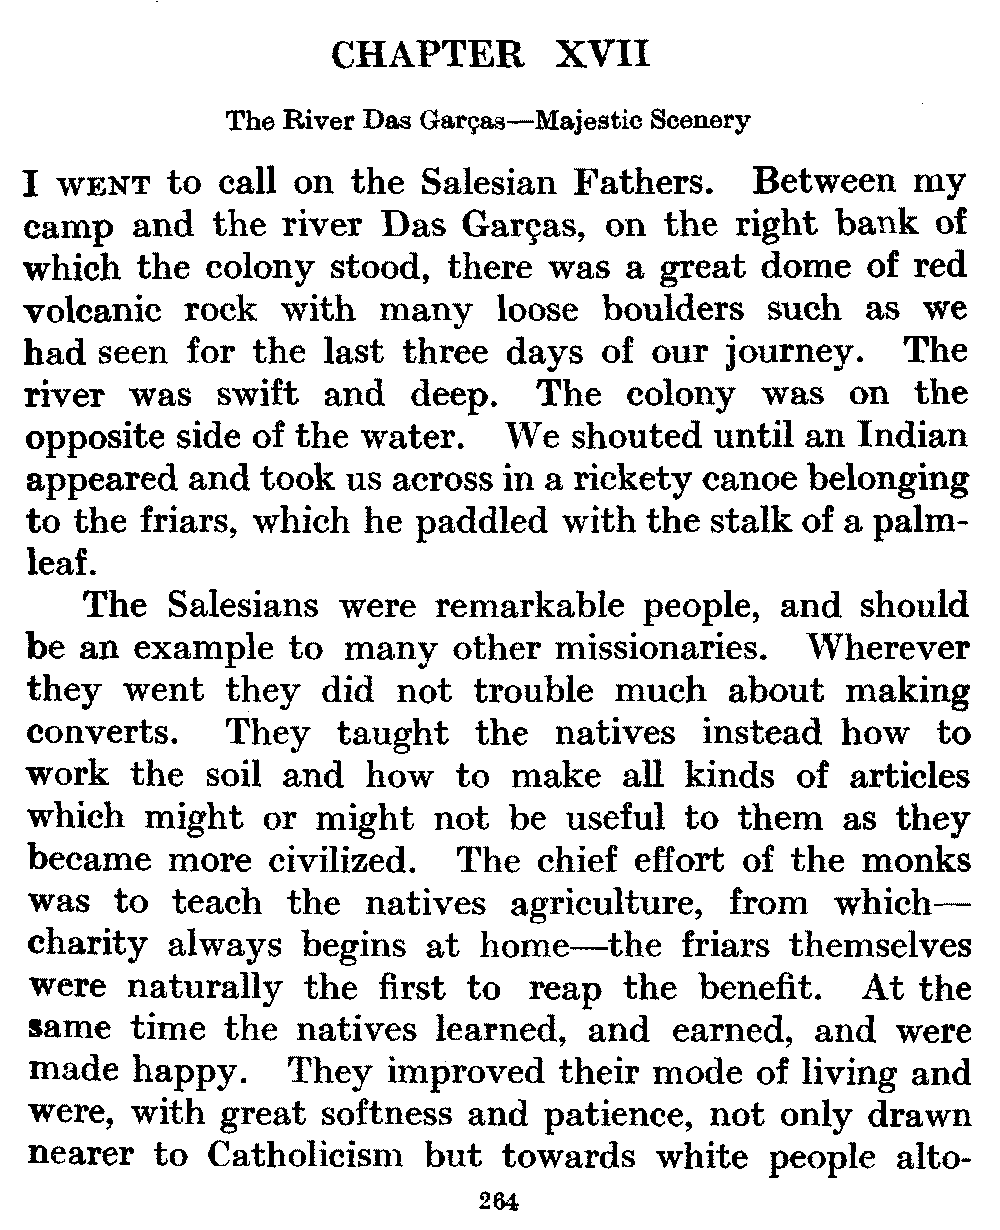 CHAPTER XVII
The River Das Garças—Majestic Scenery
I WENT to call on the Salesian Fathers. Between my
camp and the river Das Garças, on the right bank of
which the colony stood, there was a great dome of red
volcanic rock with many loose boulders such as we
had seen for the last three days of our journey. The
river was swift and deep. The colony was on the
opposite side of the water. We shouted until an Indian
appeared and took us across in a rickety canoe belonging
to the friars, which he paddled with the stalk of a palm-
leaf.
The Salesians were remarkable people, and should
be an example to many other missionaries. Wherever
they went they did not trouble much about making
converts. They taught the natives instead how to
work the soil and how to make all kinds of articles
which might or might not be useful to them as they
became more civilized. The chief effort of the monks
was to teach the natives agriculture, from which—
charity always begins at home—the friars themselves
were naturally the first to reap the benefit. At the
same time the natives learned, and earned, and were
made happy. They improved their mode of living and
were, with great softness and patience, not only drawn
nearer to Catholicism but towards white people alto-
264